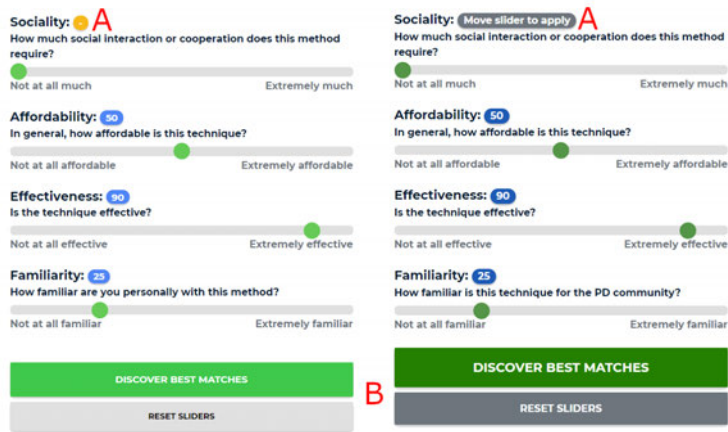 Sociality: - A
How much social interaction or cooperation does this method
require?
Not at all much Extremely much
Affordability: 50
In general, how affordable is this technique?
Not at all affordable Extremely affordable
Effectiveness: 90
Is the technique effective?
Not at all effective Extremely effective
Familiarity: 25
How familiar are you personally with this method?
Not at all familiar Extremely familiar
DISCOVER BEST MATCHES
RESET SLIDERS
B
Sociality: Move slider to apply A
How much social interaction or cooperation does this method
require?
Not at all much Extremely much
Affordability: 50
In general, how affordable is this technique?
Not at all affordable Extremely affordable
Effectiveness: 90
Is the technique effective?
Not at all effective Extremely effective
Familiarity: 25
How familiar is this technique for the PD community?
Not at all familiar Extremely familiar
DISCOVER BEST MATCHES
RESET SLIDERS